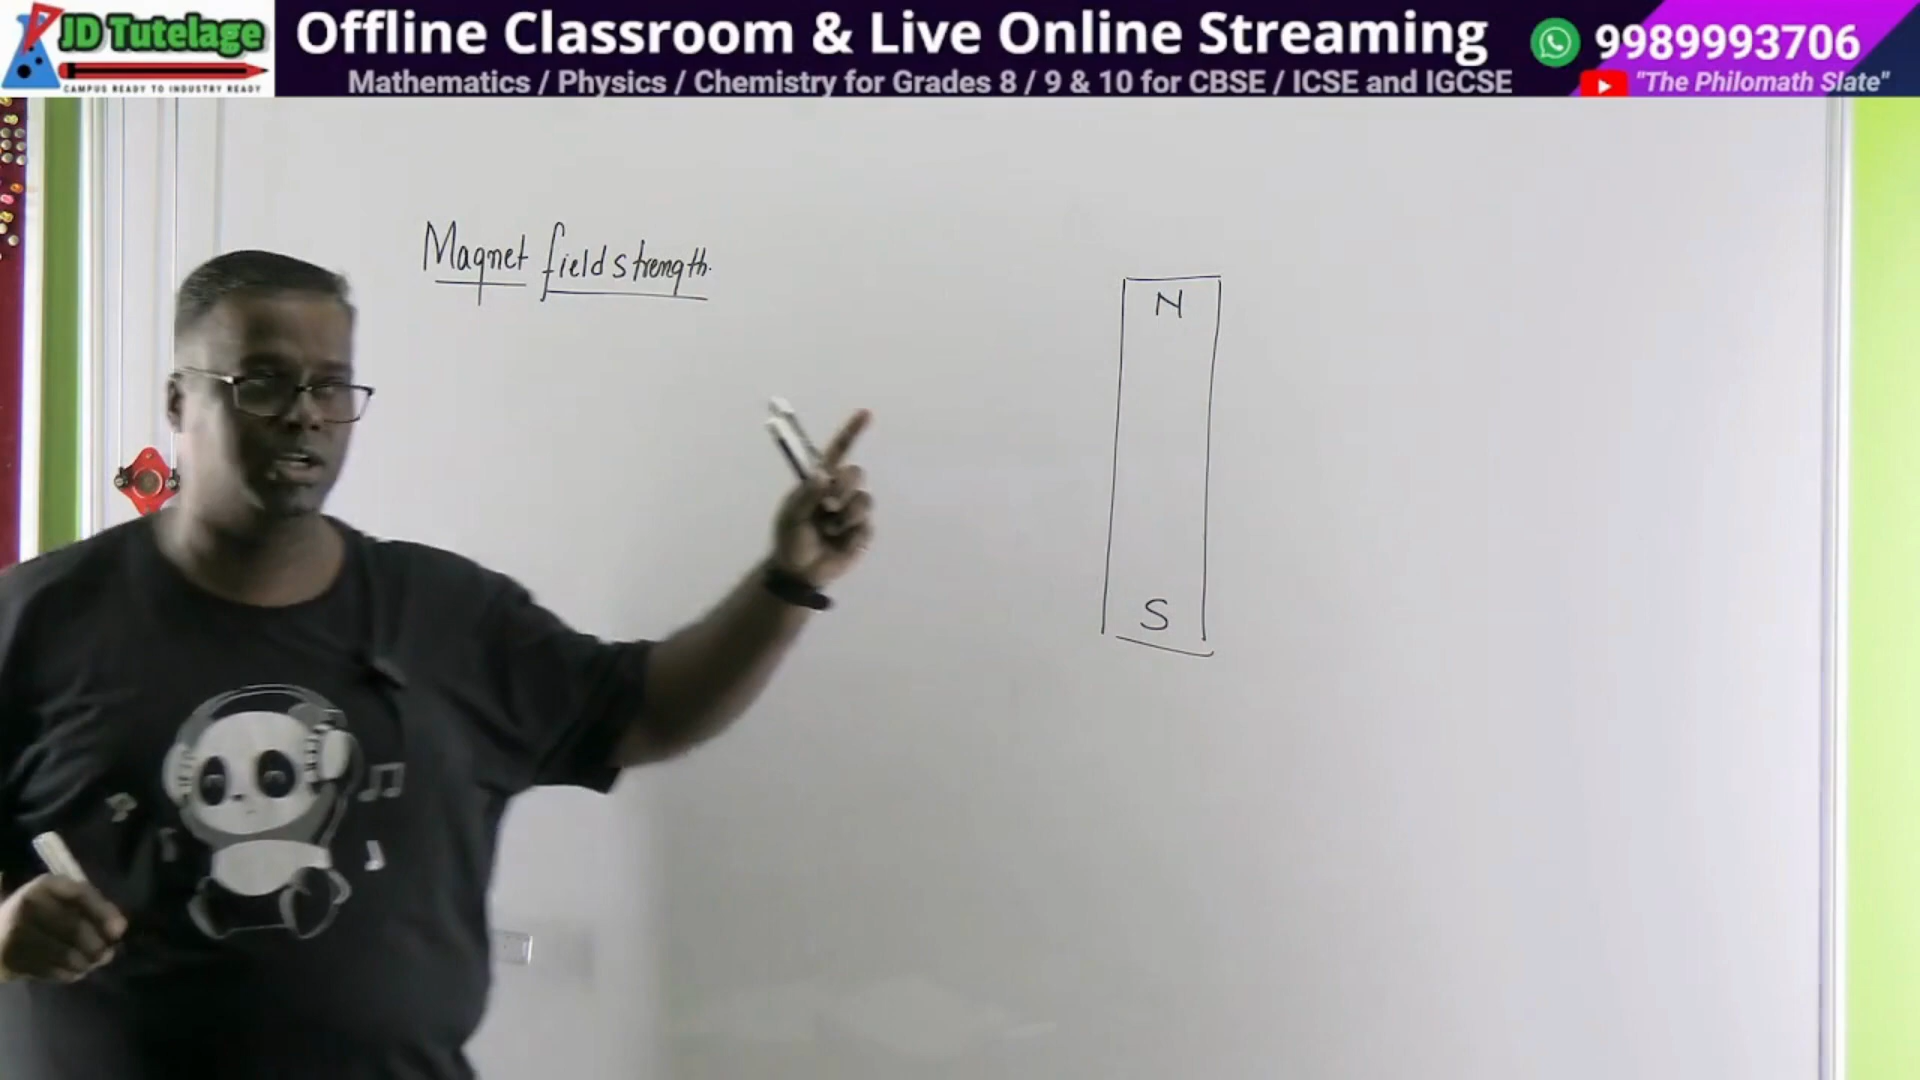 JD Tutelage
CAMPUS READY TO INDUSTRY READY
Offline Classroom & Live Online Streaming
Mathematics / Physics / Chemistry for Grades 8 / 9 & 10 for CBSE / ICSE and IGCSE
9989993706
"The Philomath Slate"
Magnet field strength.
N
S